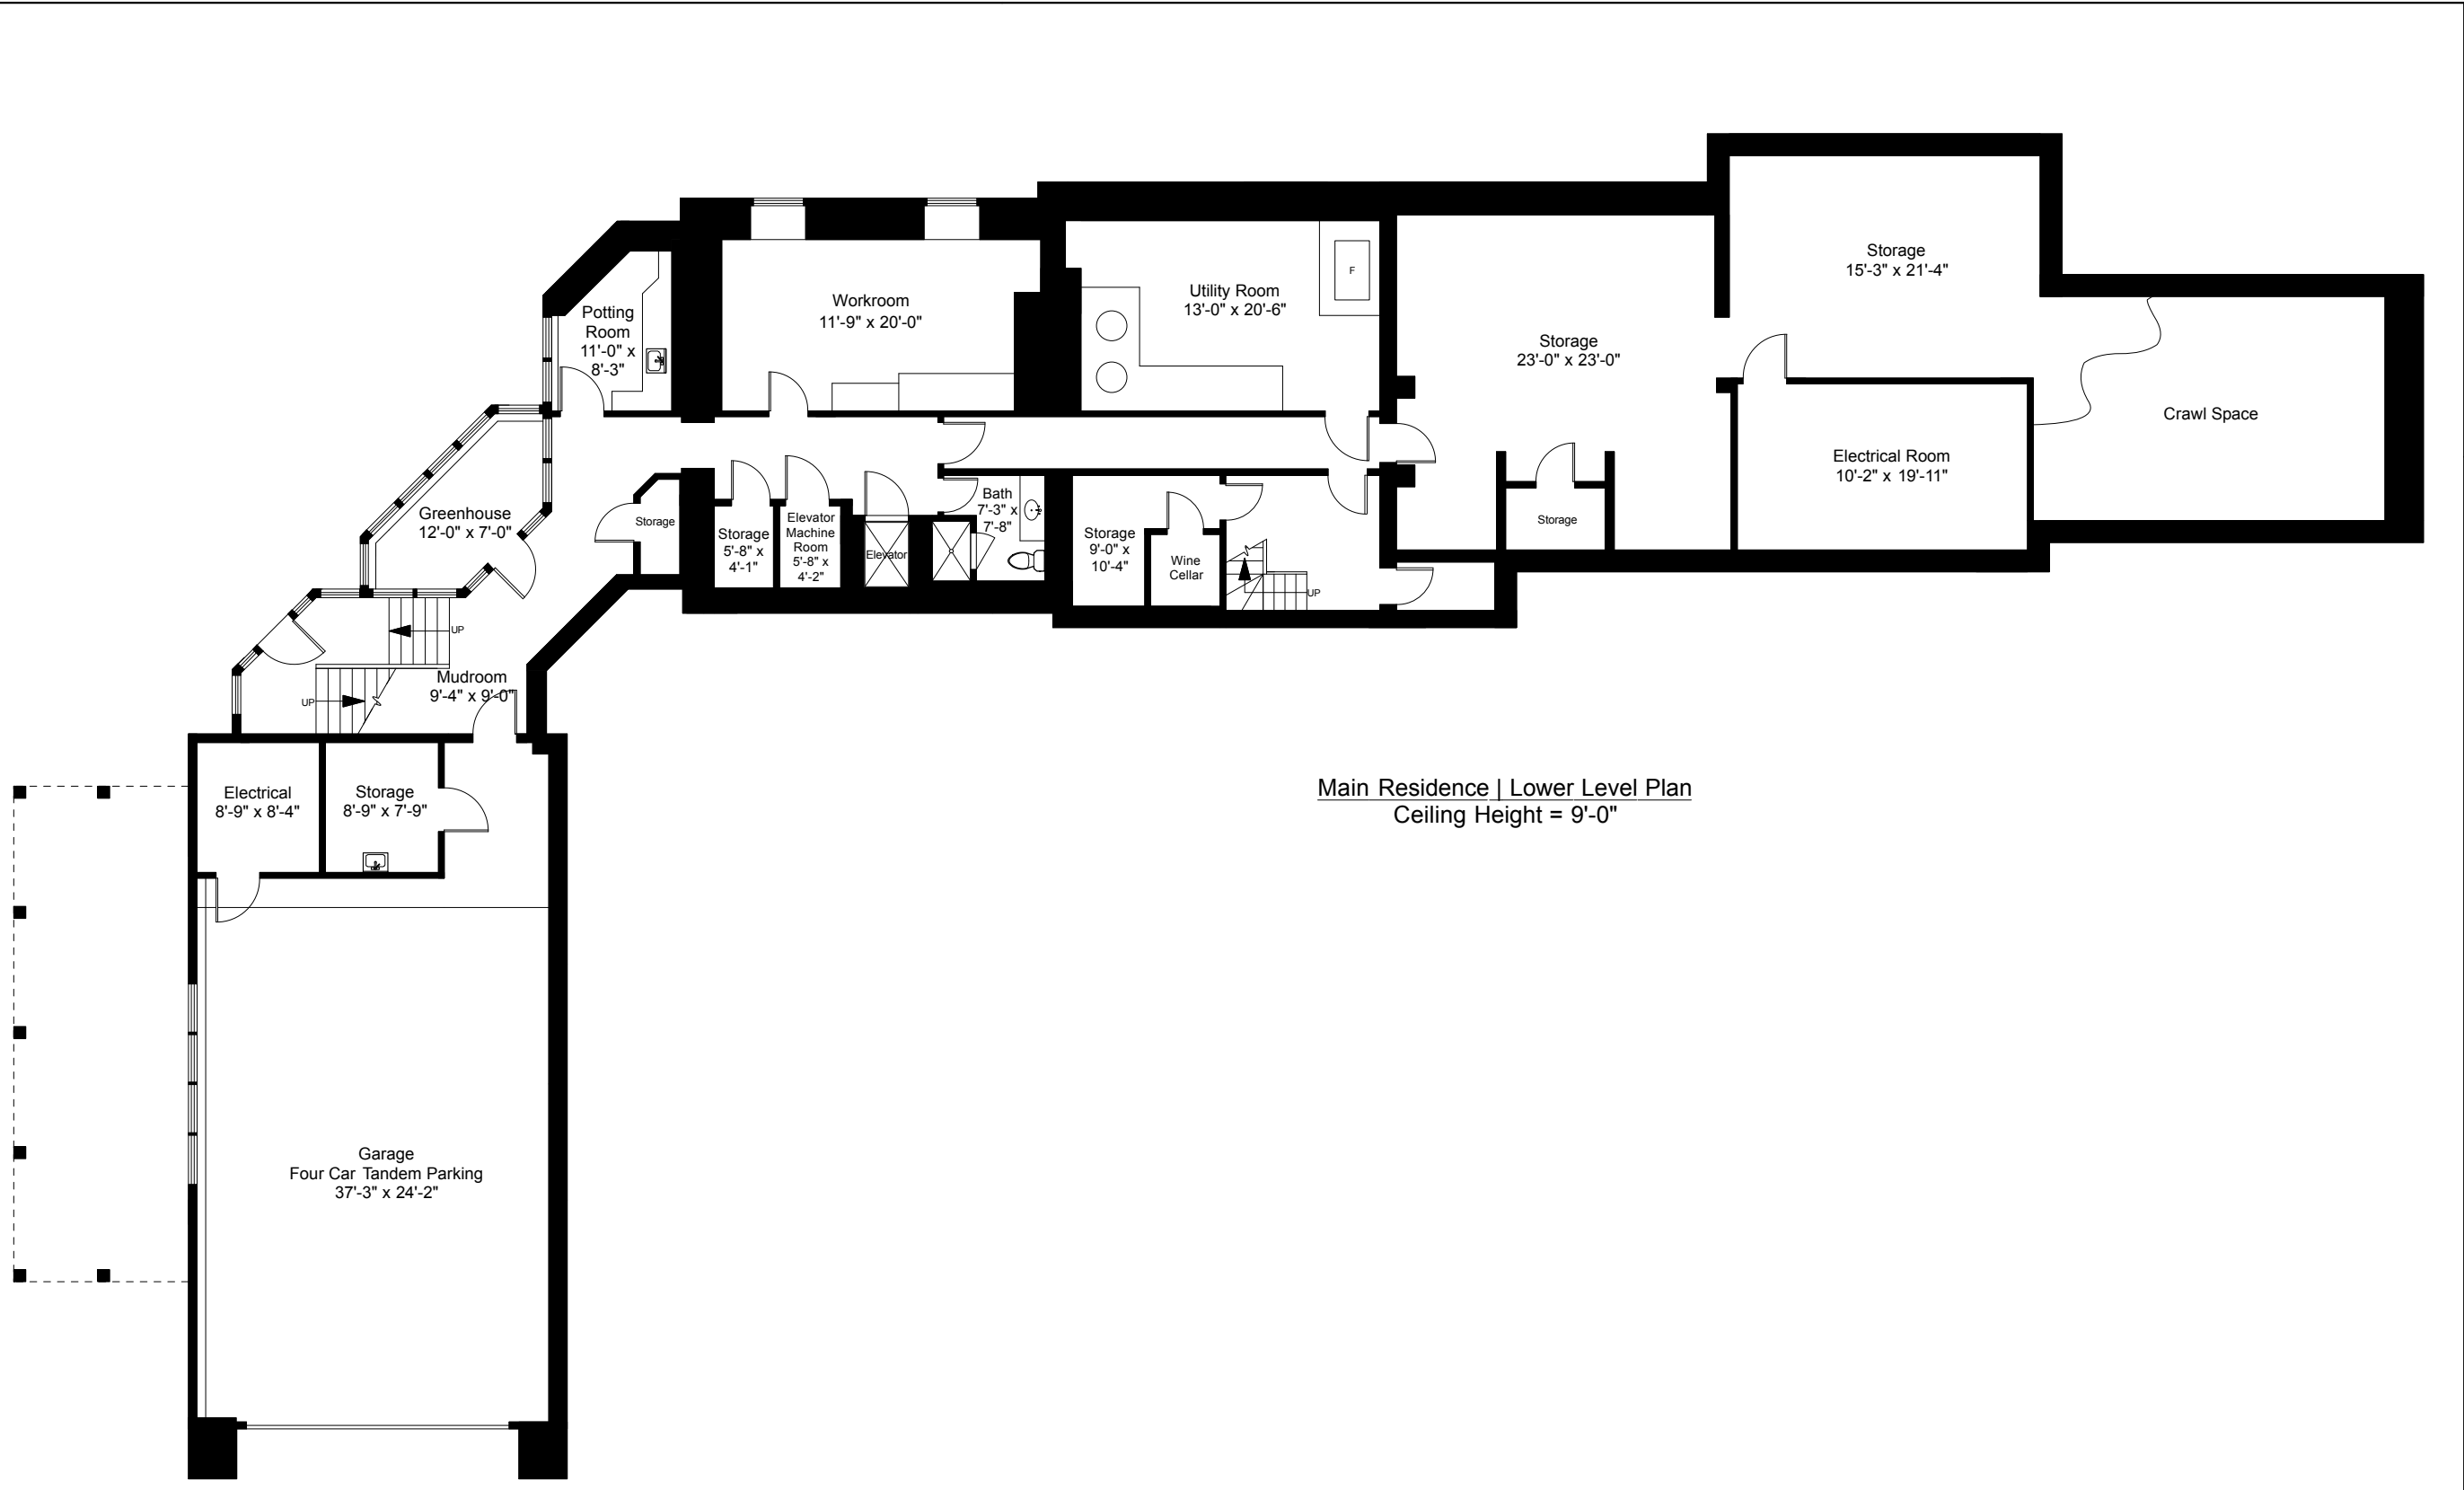 Storage
15'-3" x 21'-4"
Workroom
11'-9" x 20'-0"
Utility Room
13'-0" x 20'-6"
F
Potting
Room
11'-0" x
8'-3"
Storage
23'-0" x 23'-0"
Crawl Space
Electrical Room
10'-2" x 19'-11"
Greenhouse
12'-0" x 7'-0"
Storage
Storage
5'-8" x
4'-1"
Elevator
Machine
Room
5'-8" x
4'-2"
Elevator
Bath
7'-3" x
7'-8"
Storage
9'-0" x
10'-4"
Wine
Cellar
UP
Storage
UP
Mudroom
9'-4" x 9'-0"
UP
Electrical
8'-9" x 8'-4"
Storage
8'-9" x 7'-9"
Main Residence | Lower Level Plan
Ceiling Height = 9'-0"
Garage
Four Car Tandem Parking
37'-3" x 24'-2"